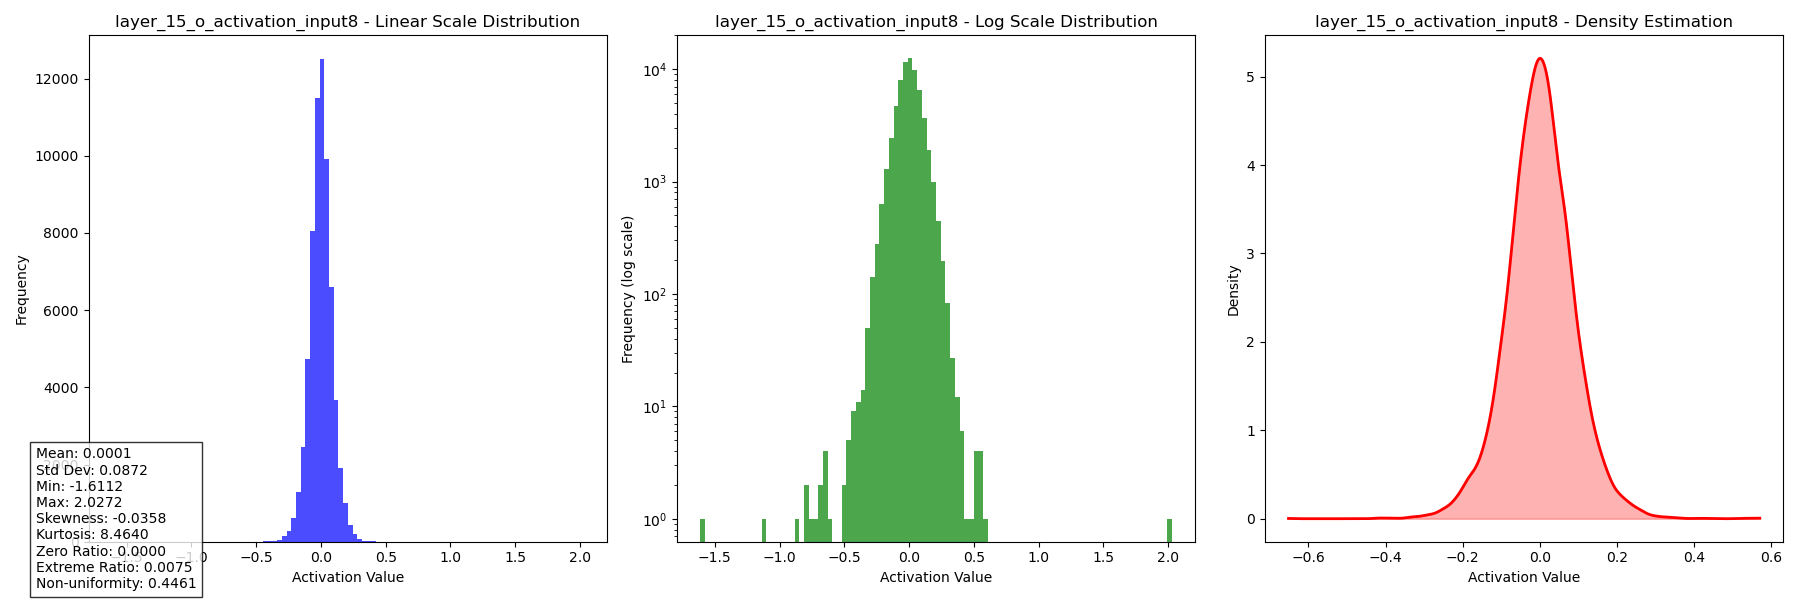 layer_15_o_activation_input8 - Linear Scale Distribution
12000
10000
8000
6000
4000
Frequency
Mean: 0.0001
Std Dev: 0.0872
Min: -1.6112
Max: 2.0272
Skewness: -0.0358
Kurtosis: 8.4640
Zero Ratio: 0.0000
Extreme Ratio: 0.0075
Non-uniformity: 0.4461
−0.5 0.0 0.5 1.0 1.5 2.0
Activation Value
layer_15_o_activation_input8 - Log Scale Distribution
10^4
10^3
10^2
10^1
10^0
Frequency (log scale)
−1.5 −1.0 −0.5 0.0 0.5 1.0 1.5 2.0
Activation Value
layer_15_o_activation_input8 - Density Estimation
5
4
3
2
1
0
Density
−0.6 −0.4 −0.2 0.0 0.2 0.4 0.6
Activation Value